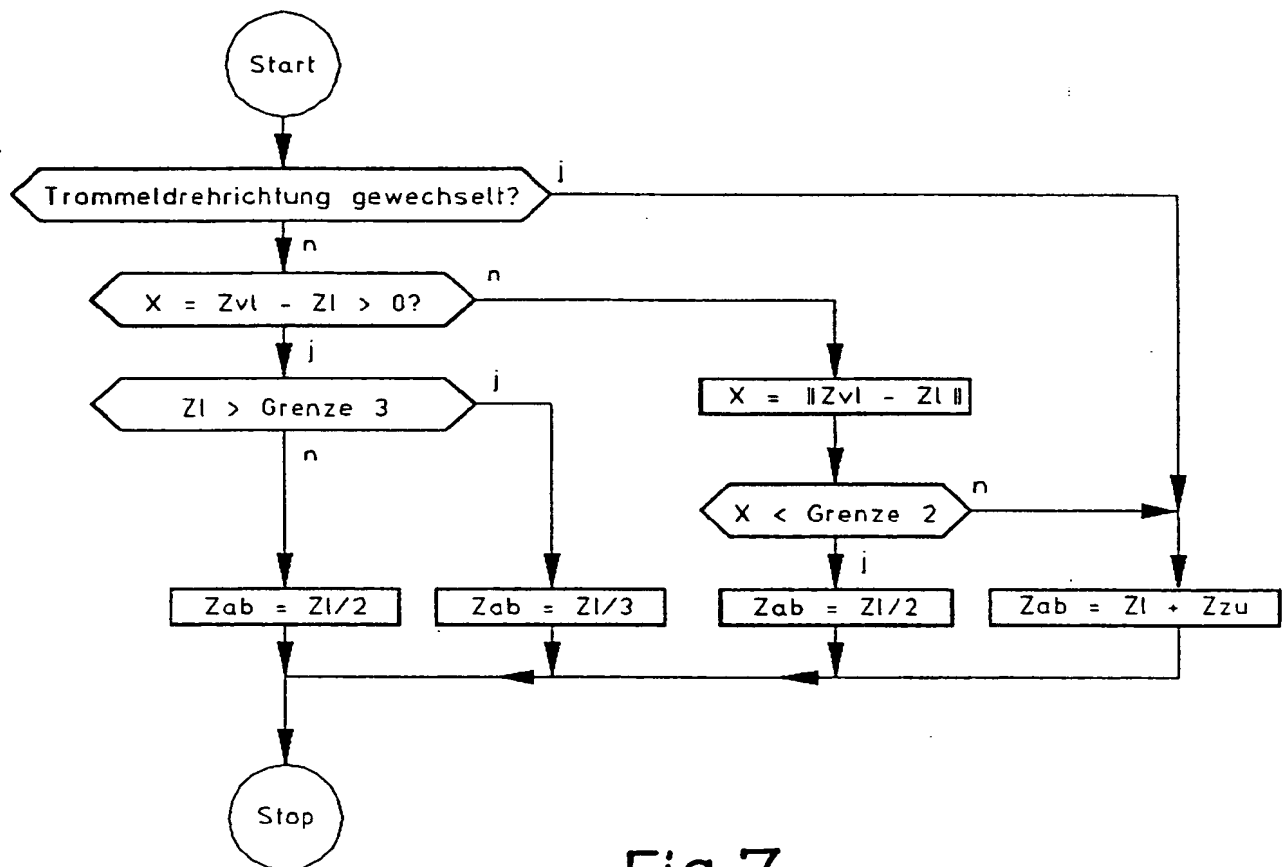 Start
Trommeldrehrichtung gewechselt?
j
n
X = Zvl - Zl > 0?
n
j
Zl > Grenze 3
j
n
X = ‖Zvl - Zl‖
X < Grenze 2
n
j
Zab = Zl/2
Zab = Zl/3
Zab = Zl/2
Zab = Zl + Zzu
Stop
Fig.7